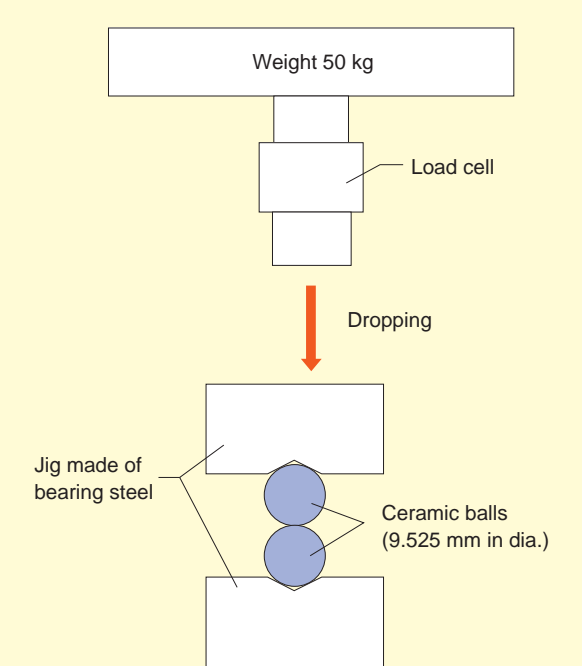 Weight 50 kg
Load cell
Dropping
Jig made of
bearing steel
Ceramic balls
(9.525 mm in dia.)